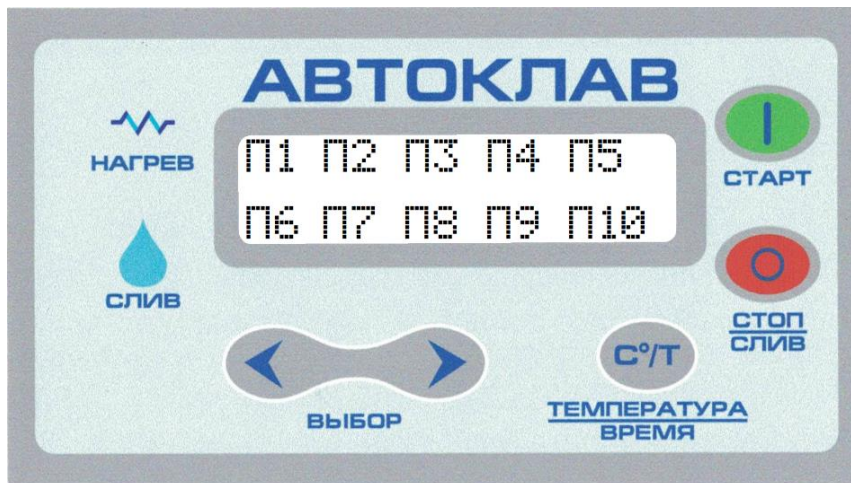 АВТОКЛАВ
НАГРЕВ
П1 П2 П3 П4 П5
П6 П7 П8 П9 П10
СТАРТ
СЛИВ
СТОП
СЛИВ
C°/T
ВЫБОР
ТЕМПЕРАТУРА
ВРЕМЯ